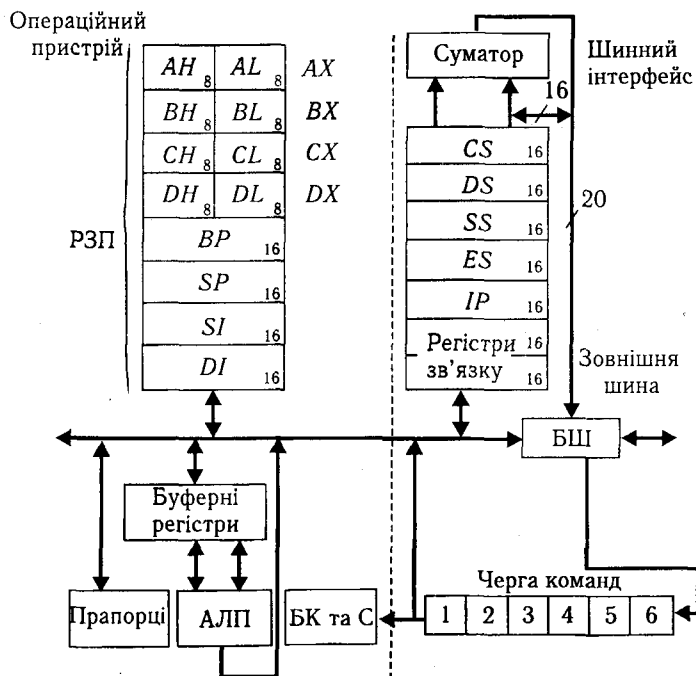 Операційний
пристрій
AH 8 AL 8 AX
BH 8 BL 8 BX
CH 8 CL 8 CX
DH 8 DL 8 DX
РЗП
BP 16
SP 16
SI 16
DI 16
Суматор
Шинний
інтерфейс
16
CS 16
DS 16
SS 16
ES 16
IP 16
Регістри 16
зв'язку 16
20
Зовнішня
шина
БШ
Буферні
регістри
Прапорці
АЛП
БК та С
Черга команд
1 2 3 4 5 6